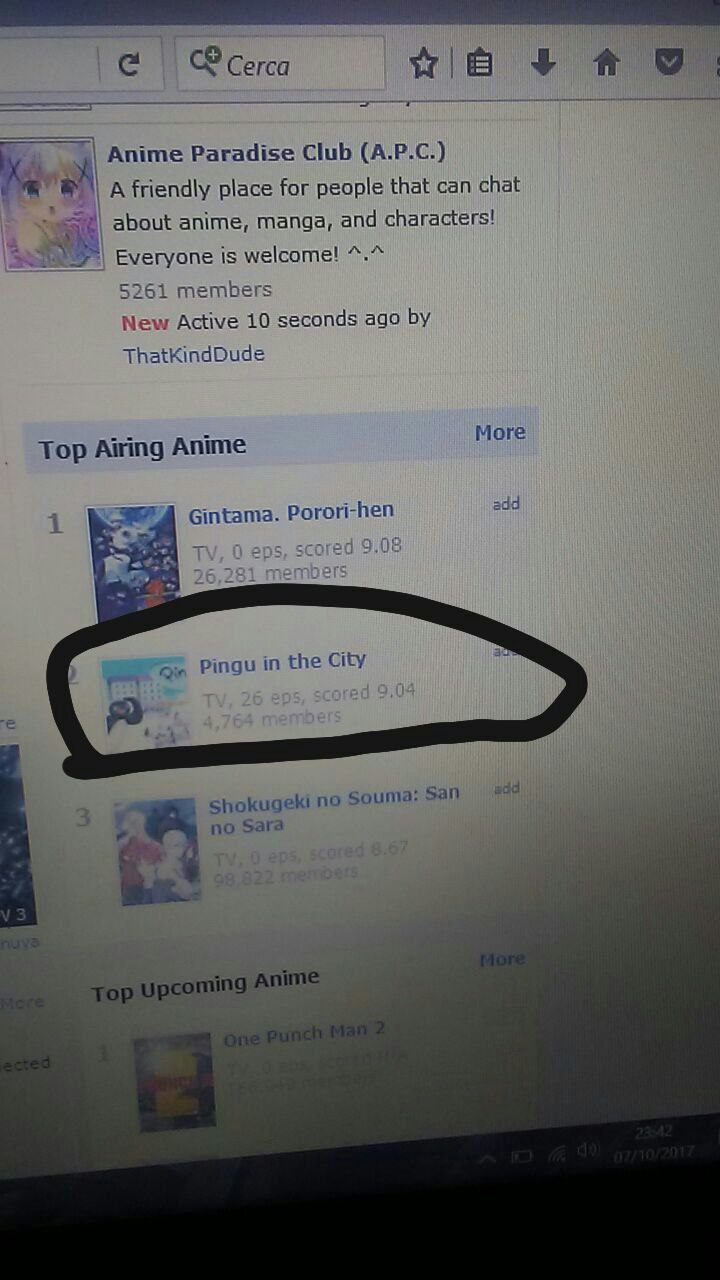 Cerca
Anime Paradise Club (A.P.C.)
A friendly place for people that can chat
about anime, manga, and characters!
Everyone is welcome! ^.^
5261 members
New Active 10 seconds ago by
ThatKindDude
Top Airing Anime More
1 Gintama. Porori-hen add
TV, 0 eps, scored 9.08
26,281 members
2 Pingu in the City add
TV, 26 eps, scored 9.04
4,764 members
3 Shokugeki no Souma: San add
no Sara
TV, 0 eps, scored 8.67
98,822 members
V 3
nuya
More
Top Upcoming Anime More
ected
1 One Punch Man 2
TV, 0 eps, scored N/A
23:42
07/10/2017